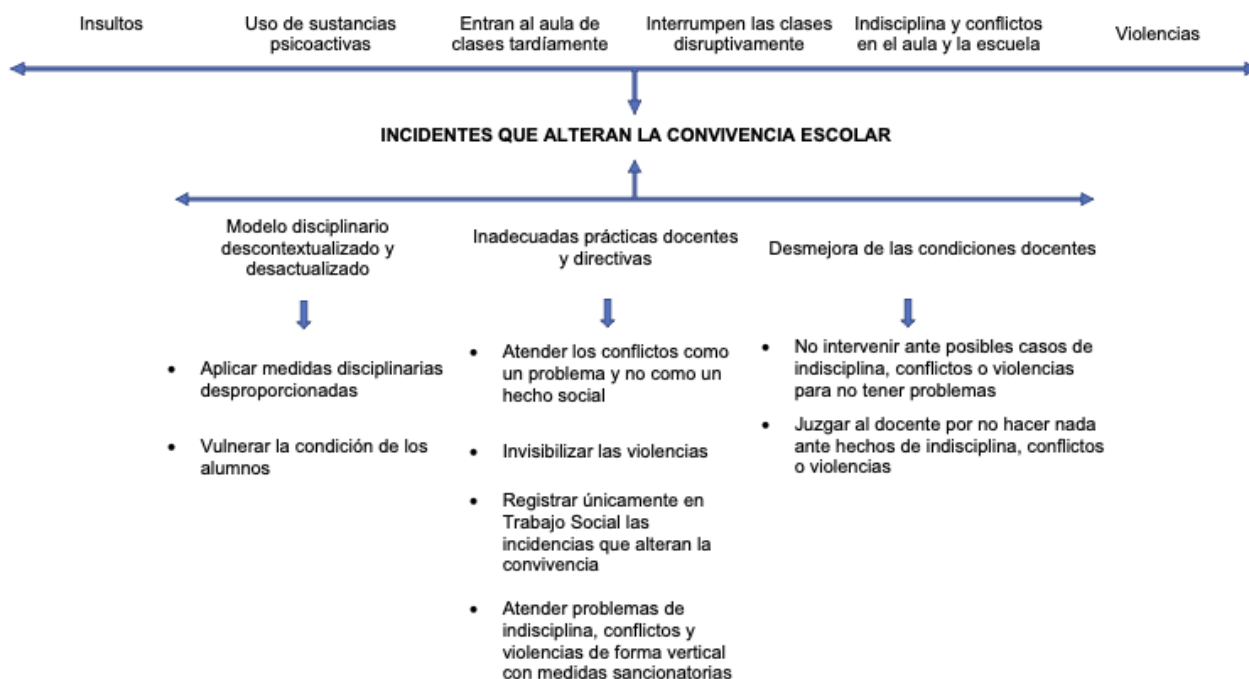 Insultos
Uso de sustancias
psicoactivas
Entran al aula de
clases tardíamente
Interrumpen las clases
disruptivamente
Indisciplina y conflictos
en el aula y la escuela
Violencias
INCIDENTES QUE ALTERAN LA CONVIVENCIA ESCOLAR
Modelo disciplinario
descontextualizado y
desactualizado
Inadecuadas prácticas docentes
y directivas
Desmejora de las condiciones docentes
• Aplicar medidas disciplinarias
desproporcionadas
• Vulnerar la condición de los
alumnos
• Atender los conflictos como
un problema y no como un
hecho social
• Invisibilizar las violencias
• Registrar únicamente en
Trabajo Social las
incidencias que alteran la
convivencia
• Atender problemas de
indisciplina, conflictos y
violencias de forma vertical
con medidas sancionatorias
• No intervenir ante posibles casos de
indisciplina, conflictos o violencias
para no tener problemas
• Juzgar al docente por no hacer nada
ante hechos de indisciplina, conflictos
o violencias